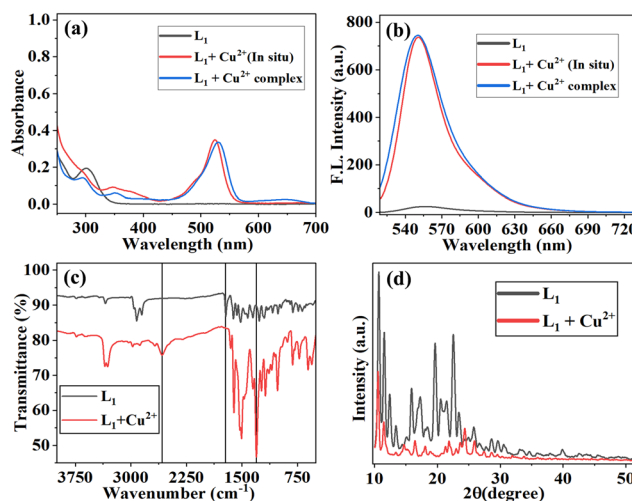 (a)
L₁
L₁+ Cu²⁺(In situ)
L₁ + Cu²⁺ complex
Absorbance
1.0
0.8
0.6
0.4
0.2
0.0
300 400 500 600 700
Wavelength (nm)
(b)
L₁
L₁+ Cu²⁺ (In situ)
L₁+ Cu²⁺ complex
F.L. Intensity (a.u.)
800
600
400
200
0
540 570 600 630 660 690 720
Wavelength (nm)
(c)
L₁
L₁+Cu²⁺
Transmittance (%)
100
90
80
70
60
50
3750 3000 2250 1500 750
Wavenumber (cm⁻¹)
(d)
L₁
L₁ + Cu²⁺
Intensity (a.u.)
10 15 20 25 30 35 40 45 50
2θ(degree